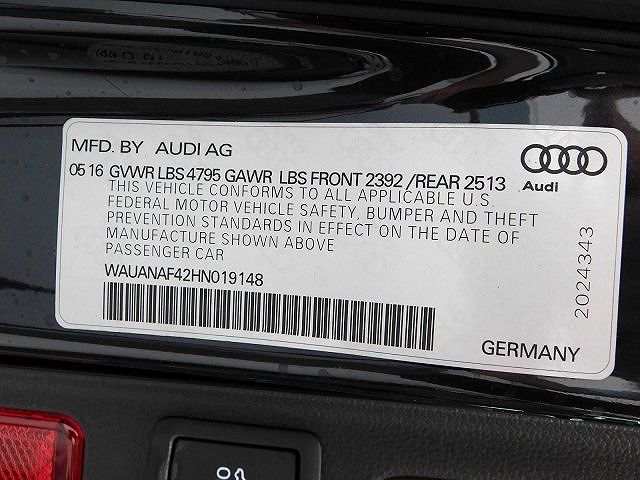 MFD. BY AUDI AG
05 16 GVWR LBS 4795 GAWR LBS FRONT 2392 /REAR 2513
THIS VEHICLE CONFORMS TO ALL APPLICABLE U.S.
FEDERAL MOTOR VEHICLE SAFETY, BUMPER AND THEFT
PREVENTION STANDARDS IN EFFECT ON THE DATE OF
MANUFACTURE SHOWN ABOVE
PASSENGER CAR
WAUANAF42HN019148
Audi
2024343
GERMANY